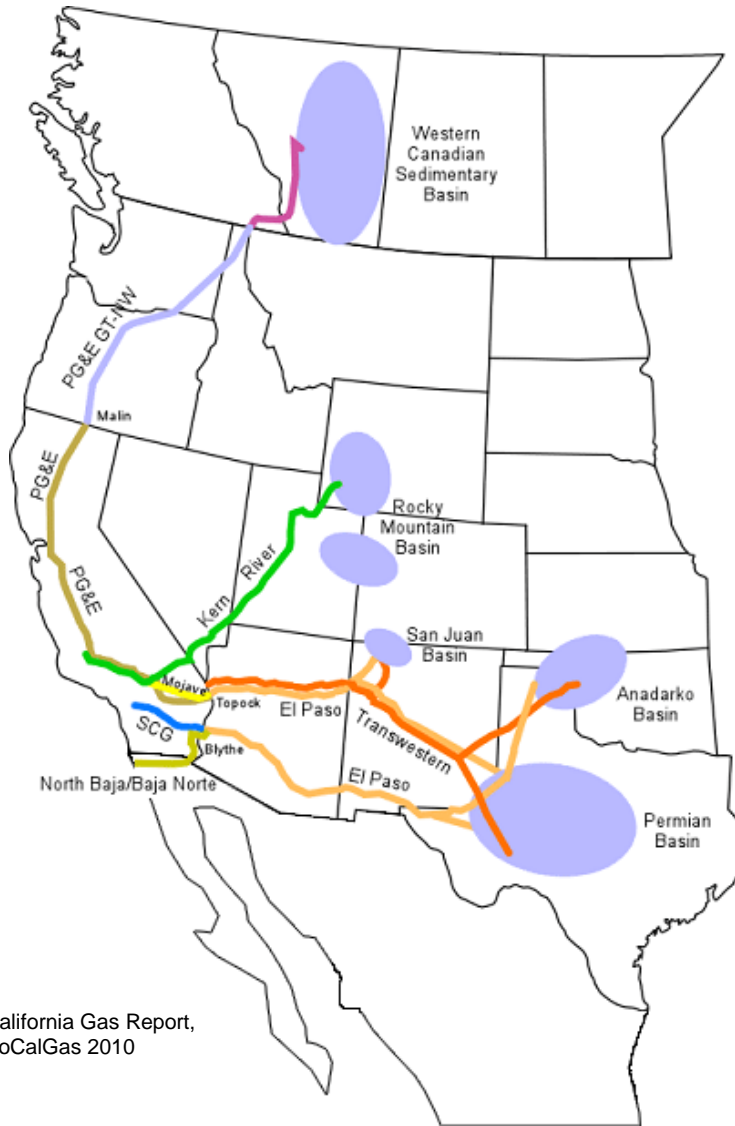 Western
Canadian
Sedimentary
Basin
PG&E GT-NW
Malin
PG&E
Rocky
Mountain
Basin
PG&E
Kern River
San Juan
Basin
Mojave
Topock
El Paso
Transwestern
Anadarko
Basin
SCG
Blythe
El Paso
North Baja/Baja Norte
Permian
Basin
alifornia Gas Report,
oCalGas 2010